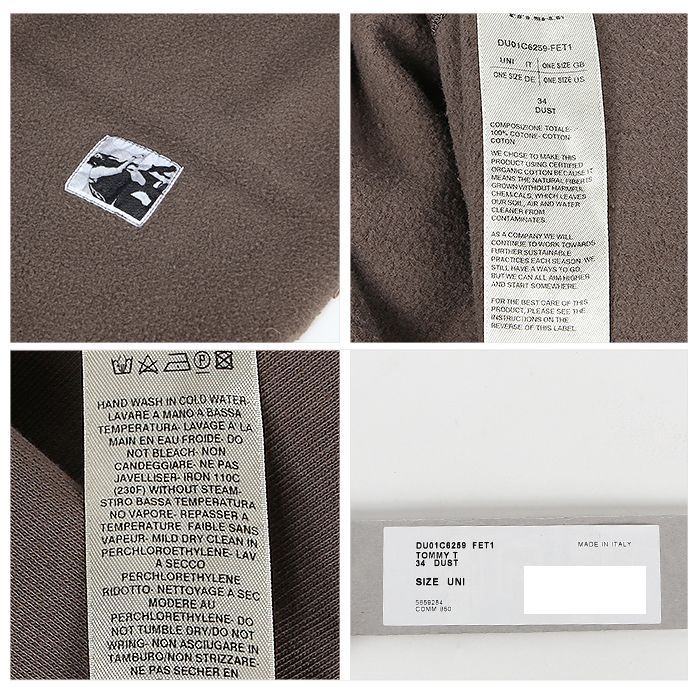 DU01C6259-FET1
UNI IT ONE SIZE GB
ONE SIZE DE ONE SIZE US
34
DUST
COMPOSIZIONE TOTALE-
100% COTONE- COTTON
COTON
WE CHOSE TO MAKE THIS
PRODUCT USING CERTIFIED
ORGANIC COTTON BECAUSE IT
MEANS THE NATURAL FIBER IS
GROWN WITHOUT HARMFUL
CHEMICALS, WHICH LEAVES
OUR SOIL, AIR AND WATER
CLEANER FROM
CONTAMINATES.
AS A COMPANY WE WILL
CONTINUE TO WORK TOWARDS
FURTHER SUSTAINABLE
PRACTICES EACH SEASON. WE
STILL HAVE A WAYS TO GO,
BUT WE CAN ALL AIM HIGHER
AND START SOMEWHERE.
FOR THE BEST CARE OF THIS
PRODUCT, PLEASE SEE THE
INSTRUCTIONS ON THE
REVERSE OF THIS LABEL.
HAND WASH IN COLD WATER-
LAVARE A MANO A BASSA
TEMPERATURA- LAVAGE À LA
MAIN EN EAU FROIDE- DO
NOT BLEACH- NON
CANDEGGIARE- NE PAS
JAVELLISER- IRON 110C
(230F) WITHOUT STEAM-
STIRO BASSA TEMPERATURA
NO VAPORE- REPASSER A
TEMPERATURE FAIBLE SANS
VAPEUR- MILD DRY CLEAN IN
PERCHLOROETHYLENE- LAV
A SECCO
PERCHLORETHYLENE
RIDOTTO- NETTOYAGE A SEC
MODERE AU
PERCHLORETHYLENE- DO
NOT TUMBLE DRY/DO NOT
WRING- NON ASCIUGARE IN
TAMBURO/NON STRIZZARE-
NE PAS SECHER EN
DU01C6259 FET1 MADE IN ITALY
TOMMY T
34 DUST
SIZE UNI
5859284
COMM 950